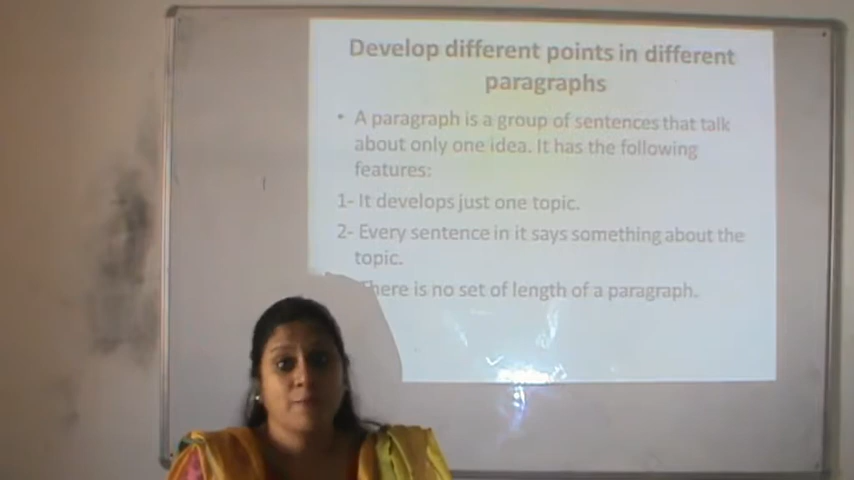 Develop different points in different
paragraphs
• A paragraph is a group of sentences that talk
about only one idea. It has the following
features:
1- It develops just one topic.
2- Every sentence in it says something about the
topic.
here is no set of length of a paragraph.